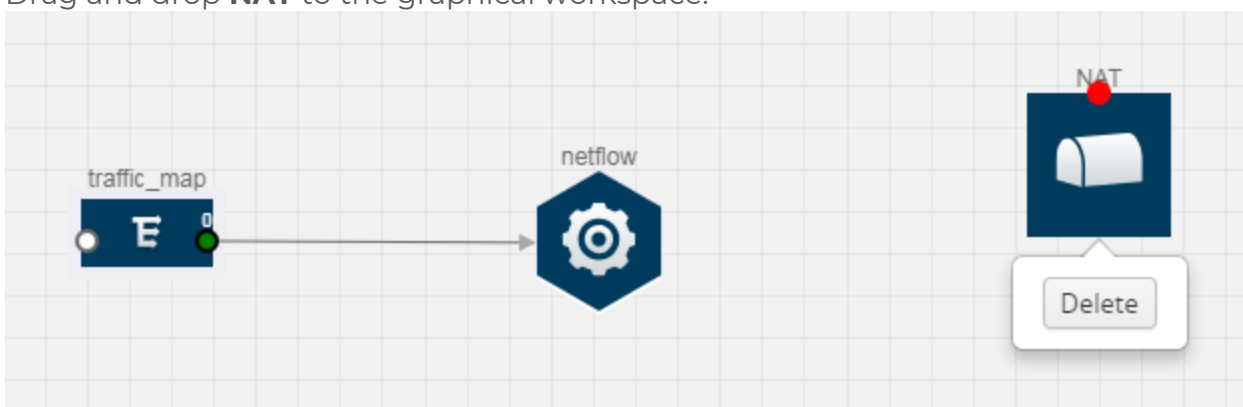 Drag and drop NAT to the graphical workspace.
NAT
netflow
traffic_map
0
Delete